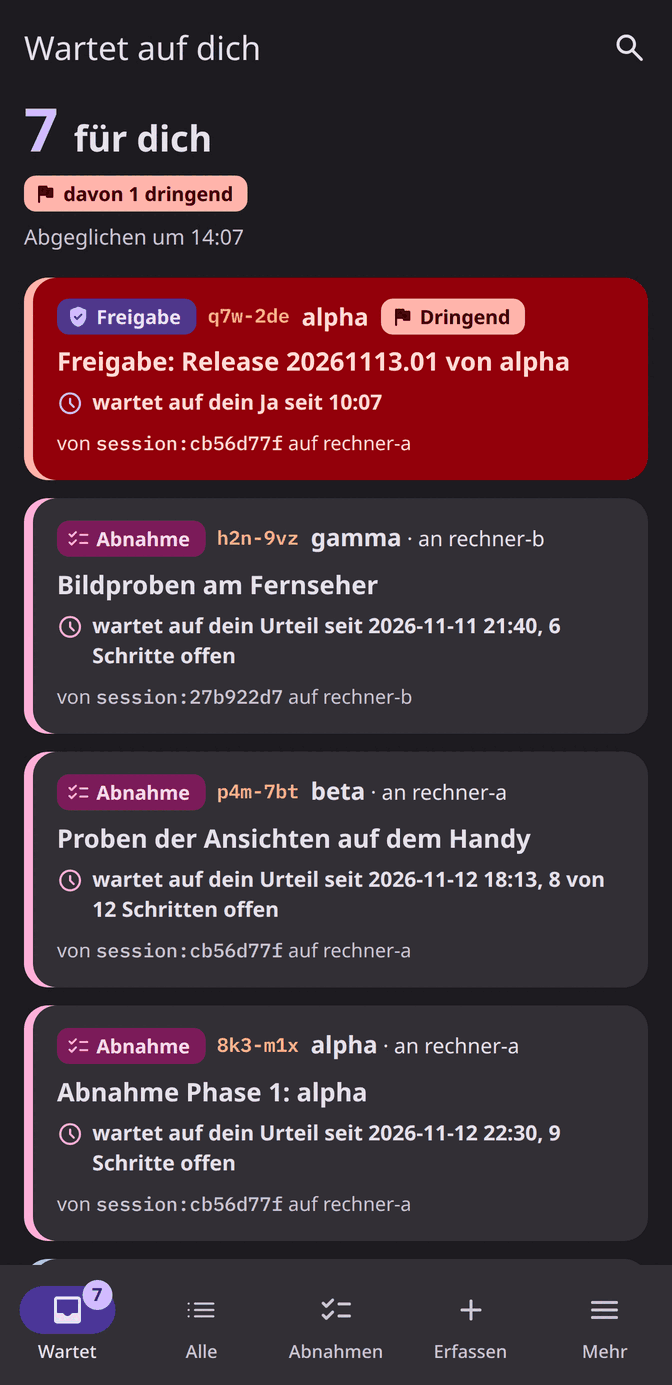 Wartet auf dich
7 für dich
davon 1 dringend
Abgeglichen um 14:07
Freigabe q7w-2de alpha Dringend
Freigabe: Release 20261113.01 von alpha
wartet auf dein Ja seit 10:07
von session:cb56d77f auf rechner-a
Abnahme h2n-9vz gamma · an rechner-b
Bildproben am Fernseher
wartet auf dein Urteil seit 2026-11-11 21:40, 6
Schritte offen
von session:27b922d7 auf rechner-b
Abnahme p4m-7bt beta · an rechner-a
Proben der Ansichten auf dem Handy
wartet auf dein Urteil seit 2026-11-12 18:13, 8 von
12 Schritten offen
von session:cb56d77f auf rechner-a
Abnahme 8k3-m1x alpha · an rechner-a
Abnahme Phase 1: alpha
wartet auf dein Urteil seit 2026-11-12 22:30, 9
Schritte offen
von session:cb56d77f auf rechner-a
7
Wartet Alle Abnahmen Erfassen Mehr